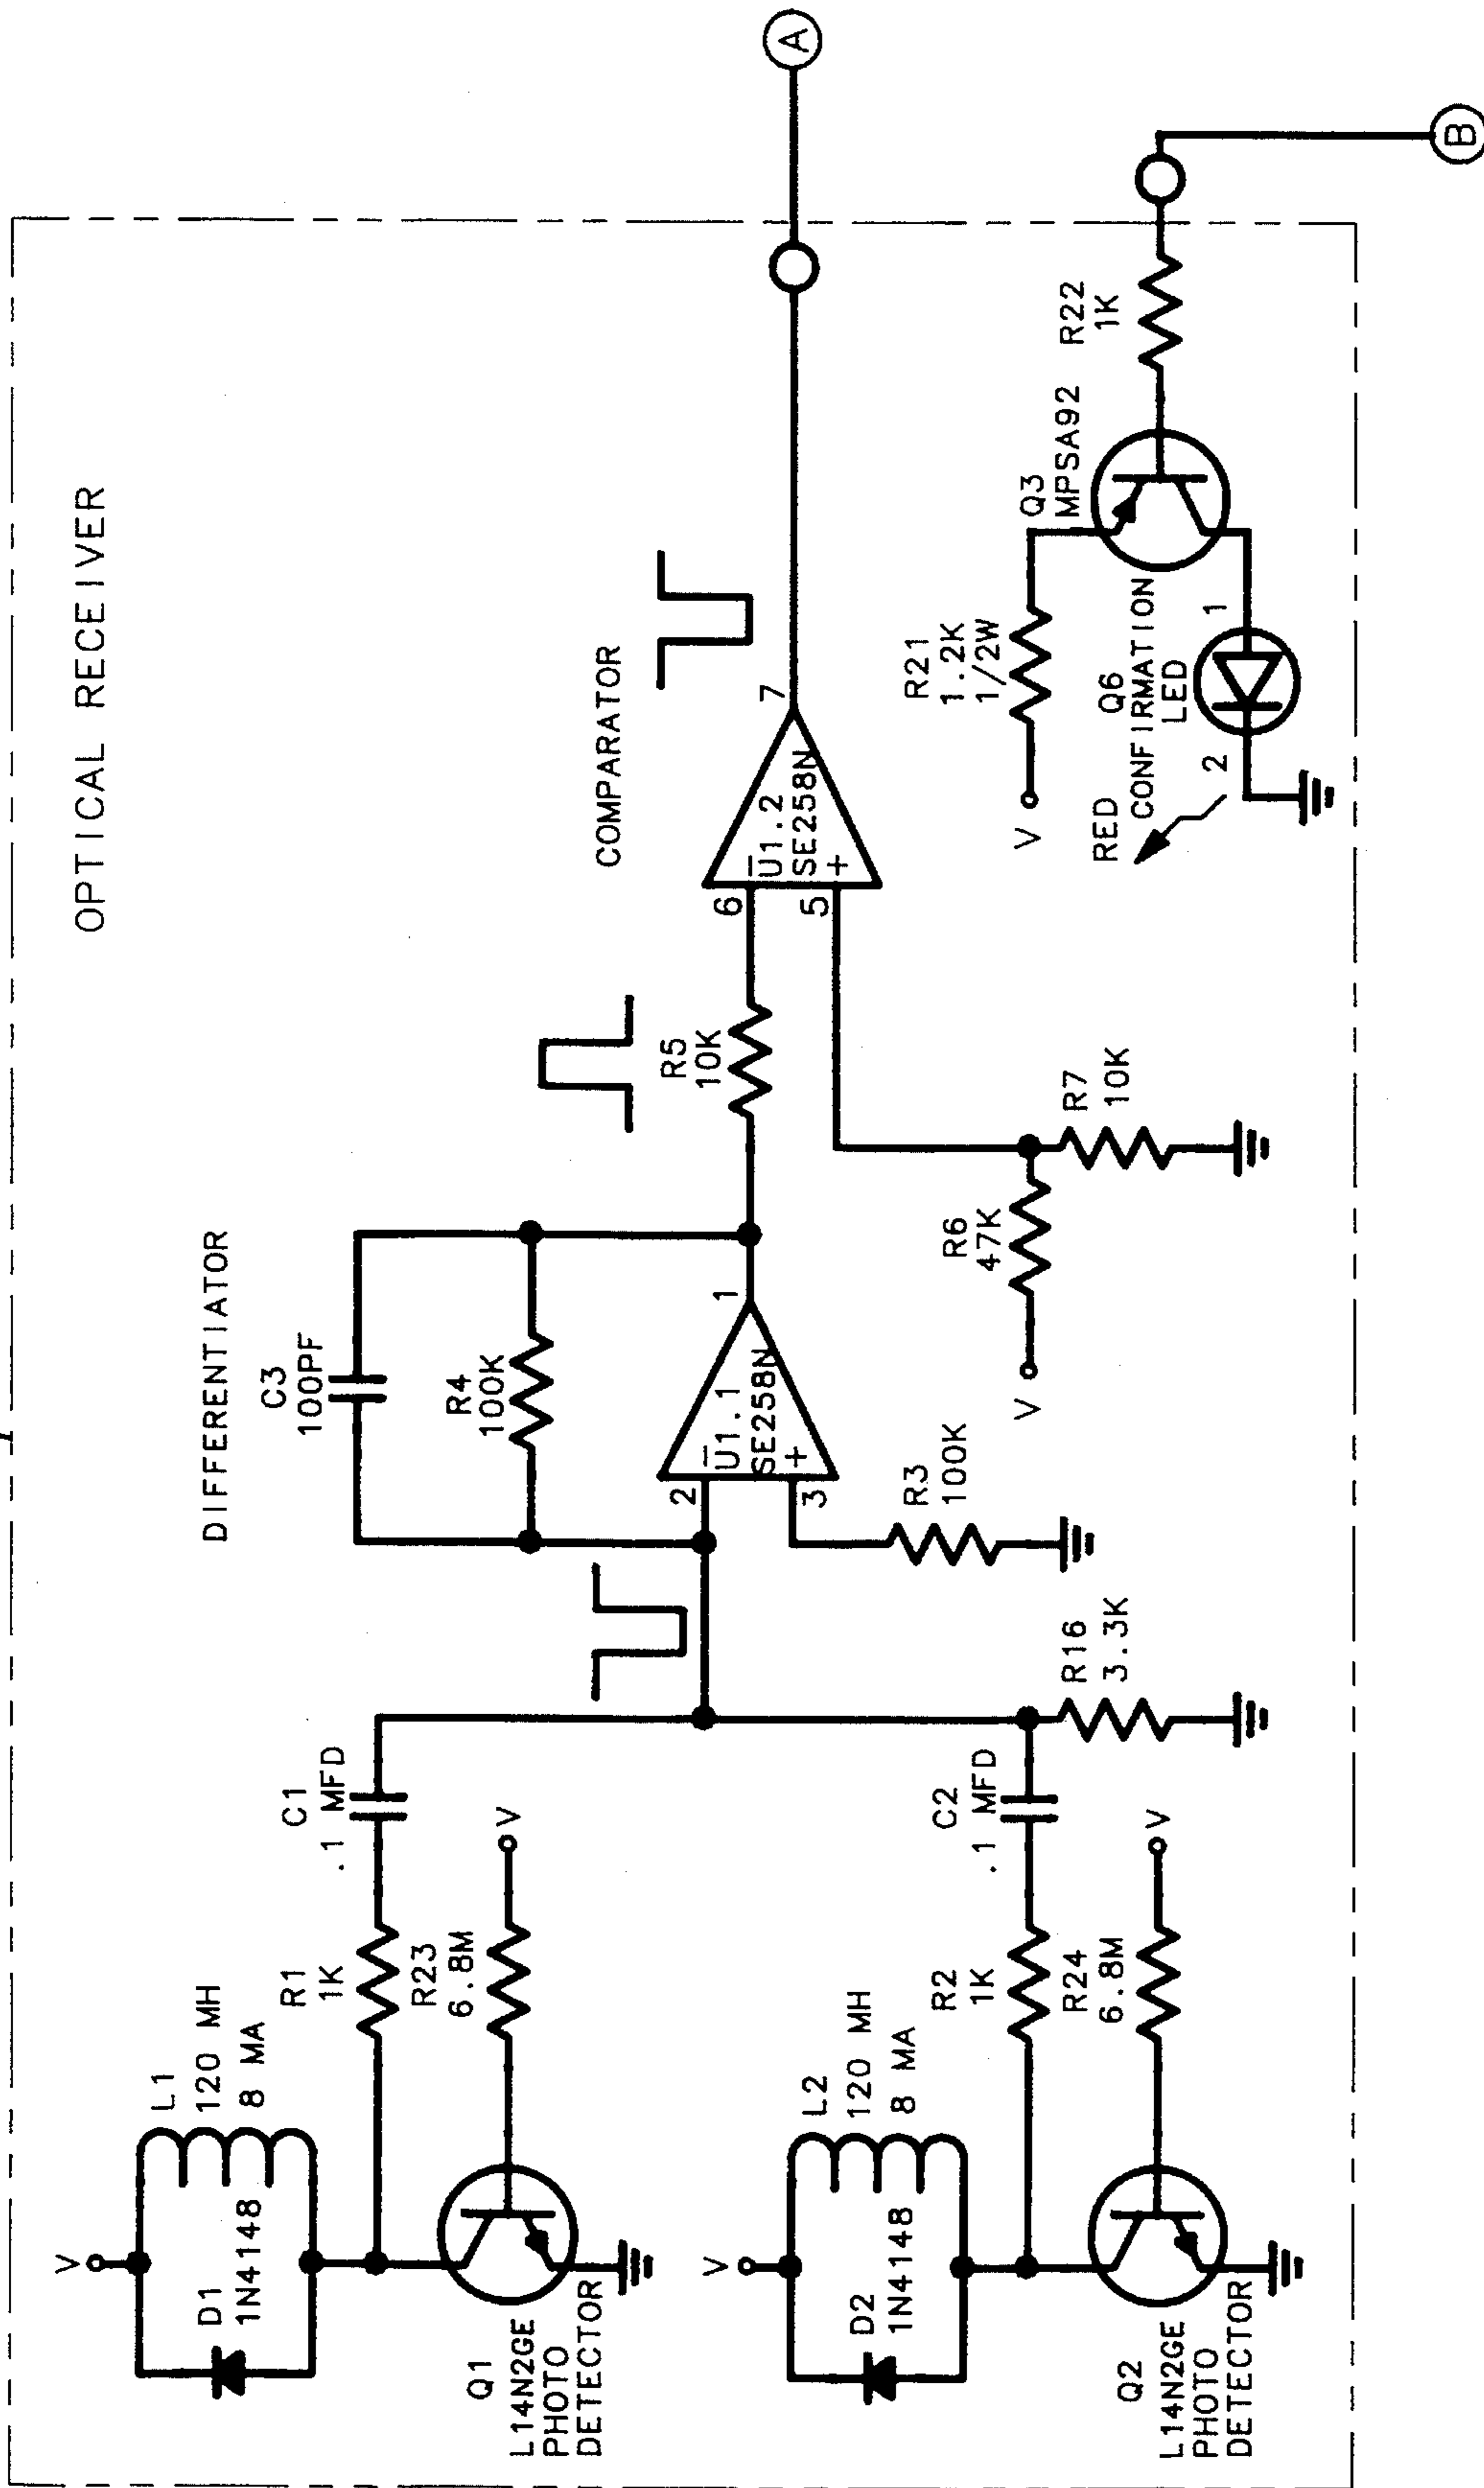 OPTICAL RECEIVER
DIFFERENTIATOR
COMPARATOR
V
D1
1N4148
L1
120 MH
8 MA
R1
1K
C1
.1 MFD
R23
6.8M
V
Q1
L14N2GE
PHOTO
DETECTOR
V
D2
1N4148
L2
120 MH
8 MA
R2
1K
C2
.1 MFD
R24
6.8M
V
Q2
L14N2GE
PHOTO
DETECTOR
R16
3.3K
C3
100PF
R4
100K
2
3
–
U1.1
SE258N
+
1
R3
100K
R5
10K
V
R6
47K
R7
10K
6
5
–
U1.2
SE258N
+
7
A
V
R21
1.2K
1/2W
Q3
MPSA92
R22
1K
B
RED
Q6
CONFIRMATION
LED
2
1